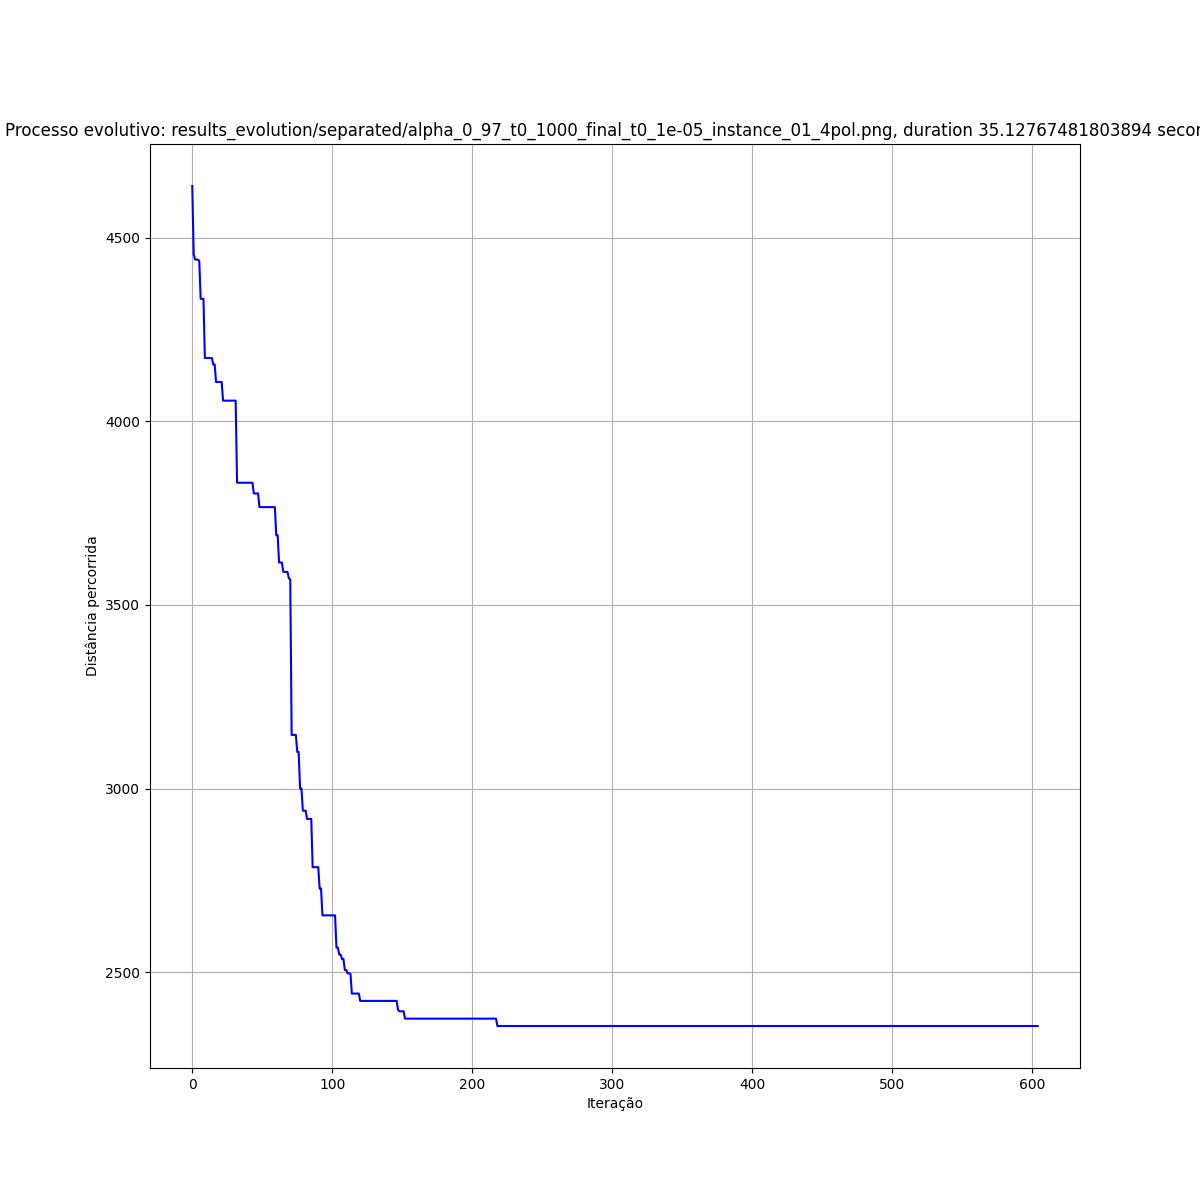 Processo evolutivo: results_evolution/separated/alpha_0_97_t0_1000_final_t0_1e-05_instance_01_4pol.png, duration 35.12767481803894
4500
4000
3500
3000
2500
Distância percorrida
0 100 200 300 400 500 600
Iteração